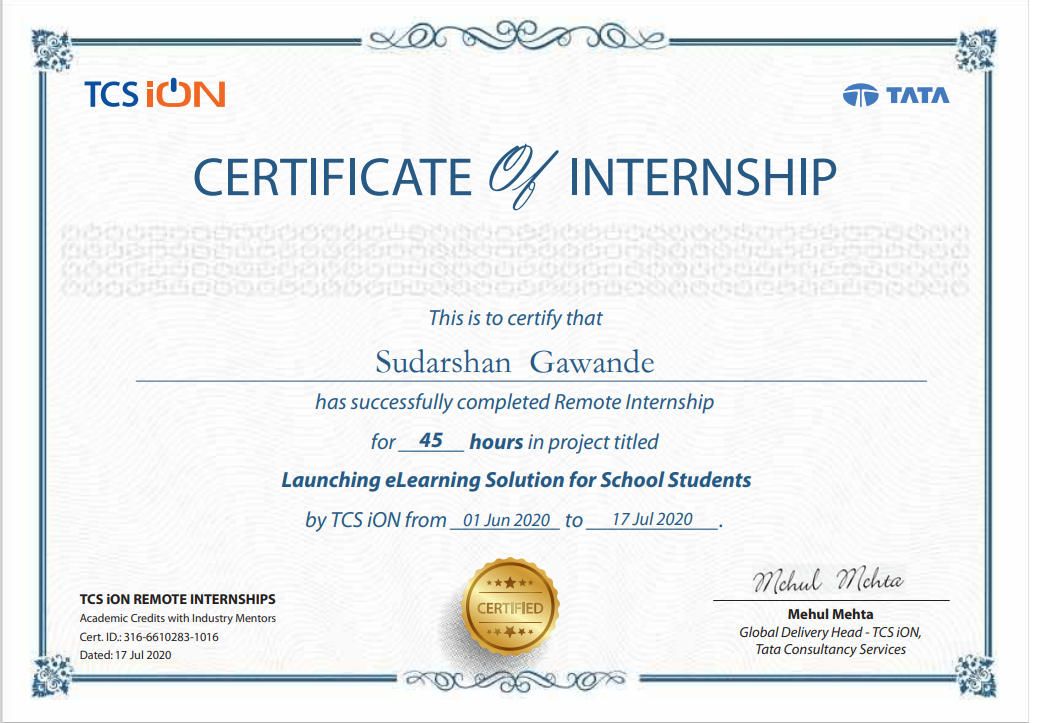 TCS iON
TATA
CERTIFICATE Of INTERNSHIP
This is to certify that
Sudarshan Gawande
has successfully completed Remote Internship
for 45 hours in project titled
Launching eLearning Solution for School Students
by TCS iON from 01 Jun 2020 to 17 Jul 2020.
CERTIFIED
TCS iON REMOTE INTERNSHIPS
Academic Credits with Industry Mentors
Cert. ID.: 316-6610283-1016
Dated: 17 Jul 2020
Mehul Mehta
Mehul Mehta
Global Delivery Head - TCS iON,
Tata Consultancy Services